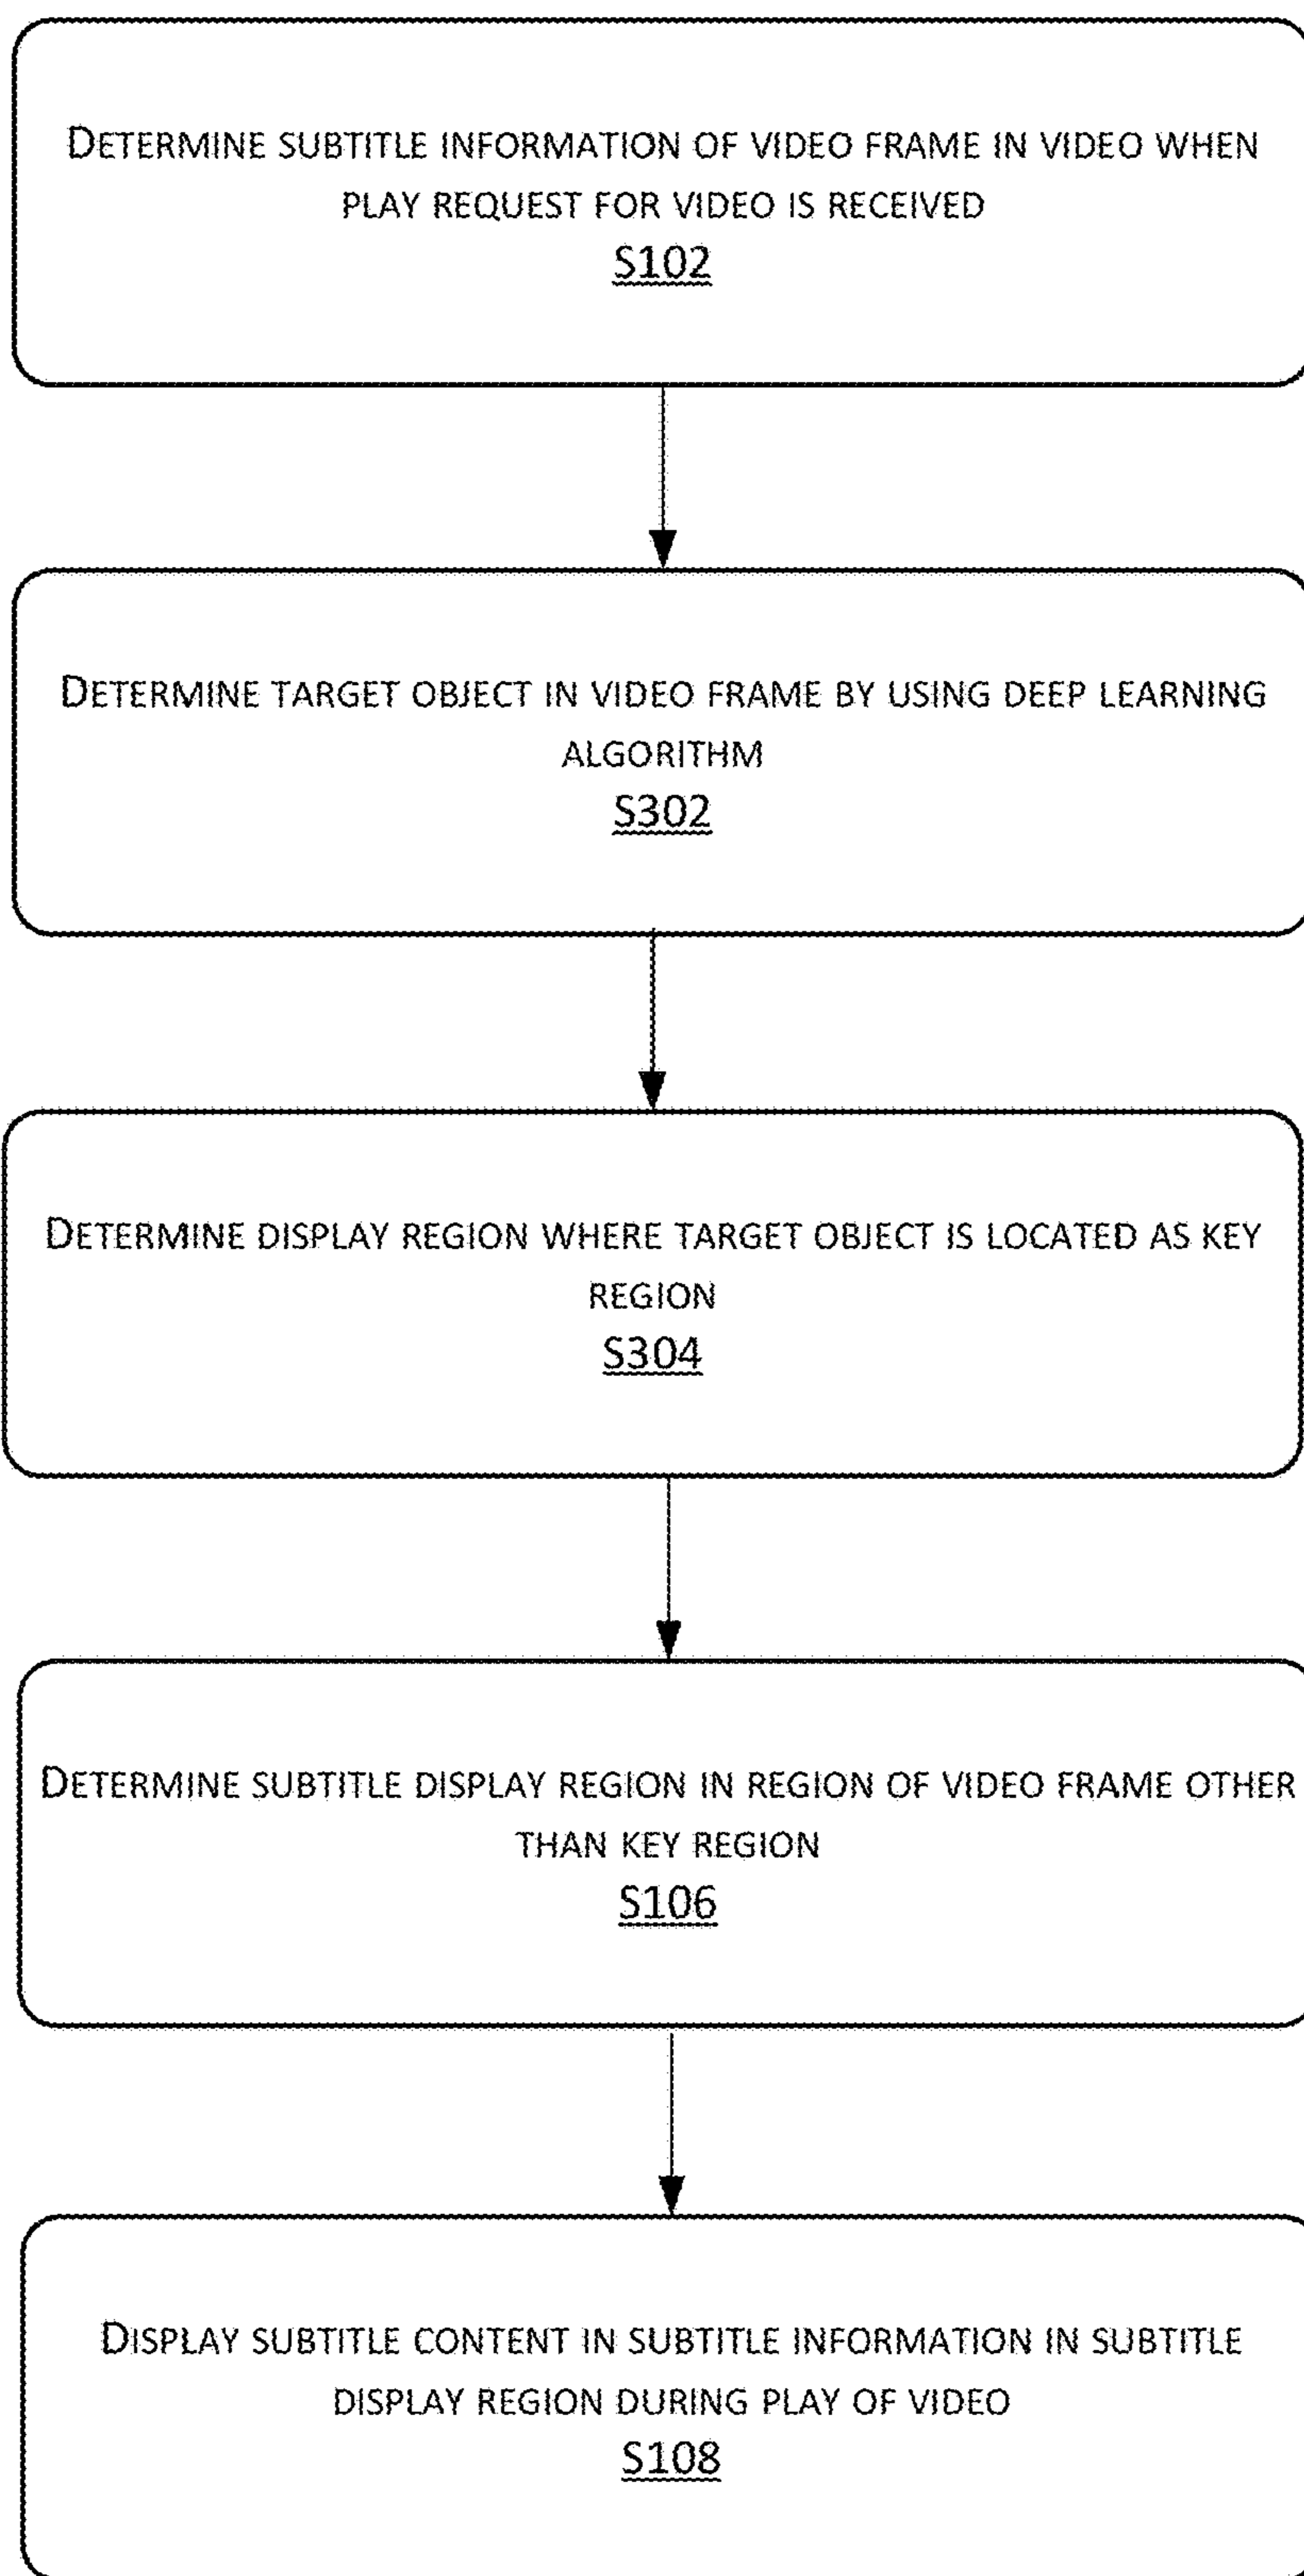 DETERMINE SUBTITLE INFORMATION OF VIDEO FRAME IN VIDEO WHEN
PLAY REQUEST FOR VIDEO IS RECEIVED
S102
DETERMINE TARGET OBJECT IN VIDEO FRAME BY USING DEEP LEARNING
ALGORITHM
S302
DETERMINE DISPLAY REGION WHERE TARGET OBJECT IS LOCATED AS KEY
REGION
S304
DETERMINE SUBTITLE DISPLAY REGION IN REGION OF VIDEO FRAME OTHER
THAN KEY REGION
S106
DISPLAY SUBTITLE CONTENT IN SUBTITLE INFORMATION IN SUBTITLE
DISPLAY REGION DURING PLAY OF VIDEO
S108